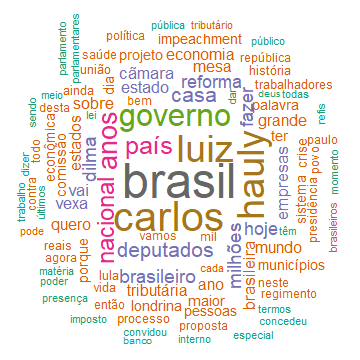 pública tributário
política impeachment público
saúde projeto economia república
ainda união câmara mesa história
parlamento
parlamentares
meio
desta
dia
sobre estado bem casa reforma dar deus todas
lei governo fazer palavra trabalhadores
refis
sendo
todo
econômica
comissão
estados
dilma
nacional anos
país luiz
hauly
grande
ter paulo
dizer
contra
brasil
empresas
sistema
crise
presidência
povo
momento
brasileiros
trabalho
últimos
vai
vexa
carlos
pode quero vamos mil hoje têm
reais deputados milhões mundo
agora
porque
brasileiro
brasileira
municípios
matéria
poder lula cada ano neste
vida tributária maior regimento
presença então londrina pessoas termos
imposto processo proposta concedeu
convidou interno especial
banco